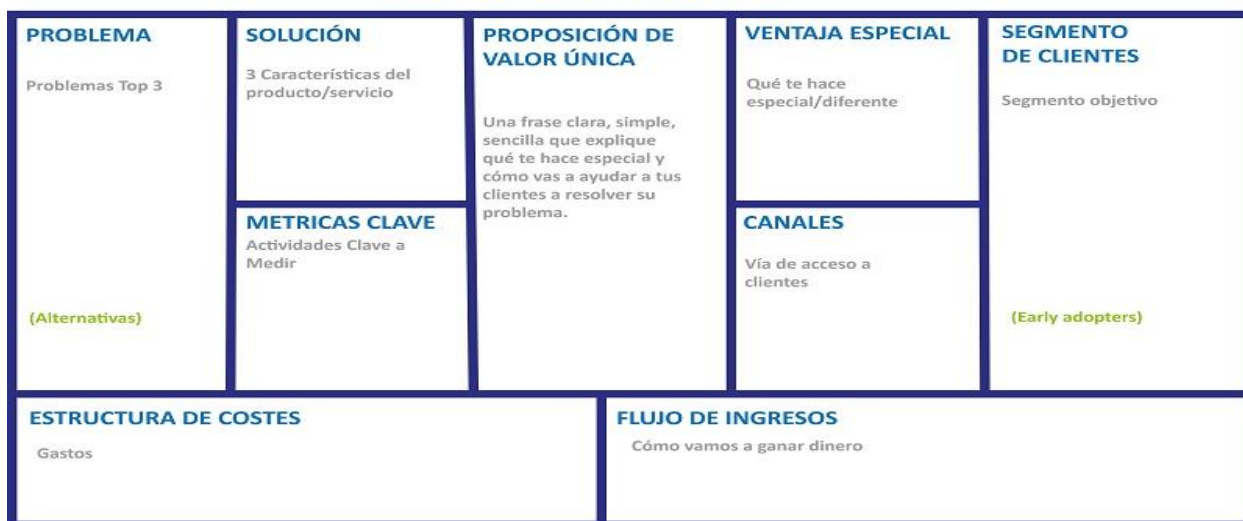 PROBLEMA
Problemas Top 3
(Alternativas)
SOLUCIÓN
3 Características del
producto/servicio
METRICAS CLAVE
Actividades Clave a
Medir
PROPOSICIÓN DE
VALOR ÚNICA
Una frase clara, simple,
sencilla que explique
qué te hace especial y
cómo vas a ayudar a tus
clientes a resolver su
problema.
VENTAJA ESPECIAL
Qué te hace
especial/diferente
CANALES
Vía de acceso a
clientes
SEGMENTO
DE CLIENTES
Segmento objetivo
(Early adopters)
ESTRUCTURA DE COSTES
Gastos
FLUJO DE INGRESOS
Cómo vamos a ganar dinero